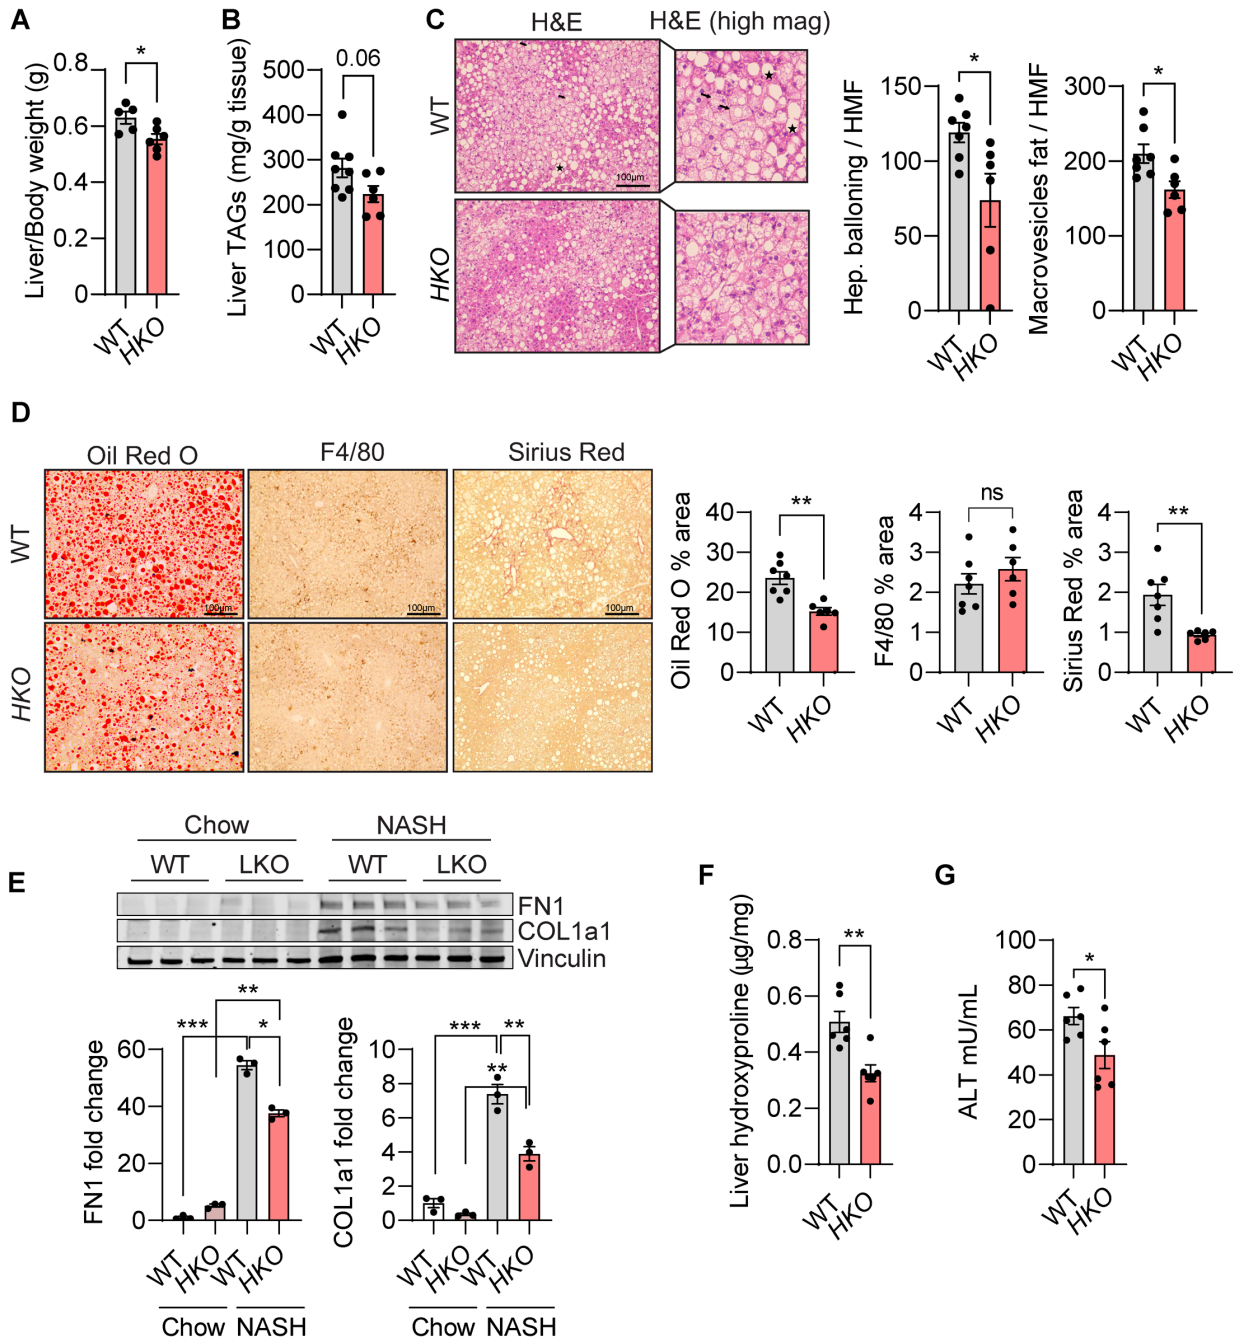 A
Liver/Body weight (g)
0.8
0.6
0.4
0.2
0
*
WT
HKO
B
Liver TAGs (mg/g tissue)
500
400
300
200
100
0
0.06
WT
HKO
C
H&E
H&E (high mag)
WT
HKO
100µm
Hep. balloning / HMF
150
100
50
0
*
WT
HKO
Macrovesicles fat / HMF
300
200
100
0
*
WT
HKO
D
Oil Red O
F4/80
Sirius Red
WT
HKO
100µm
100µm
100µm
Oil Red O % area
40
30
20
10
0
**
WT
HKO
F4/80 % area
4
3
2
1
0
ns
WT
HKO
Sirius Red % area
4
3
2
1
0
**
WT
HKO
E
Chow
NASH
WT
LKO
WT
LKO
FN1
COL1a1
Vinculin
FN1 fold change
60
40
20
0
**
***
*
WT
HKO
WT
HKO
Chow
NASH
COL1a1 fold change
10
8
6
4
2
0
***
**
**
WT
HKO
WT
HKO
Chow
NASH
F
Liver hydroxyproline (µg/mg)
0.8
0.6
0.4
0.2
0.0
**
WT
HKO
G
ALT mU/mL
100
80
60
40
20
0
*
WT
HKO